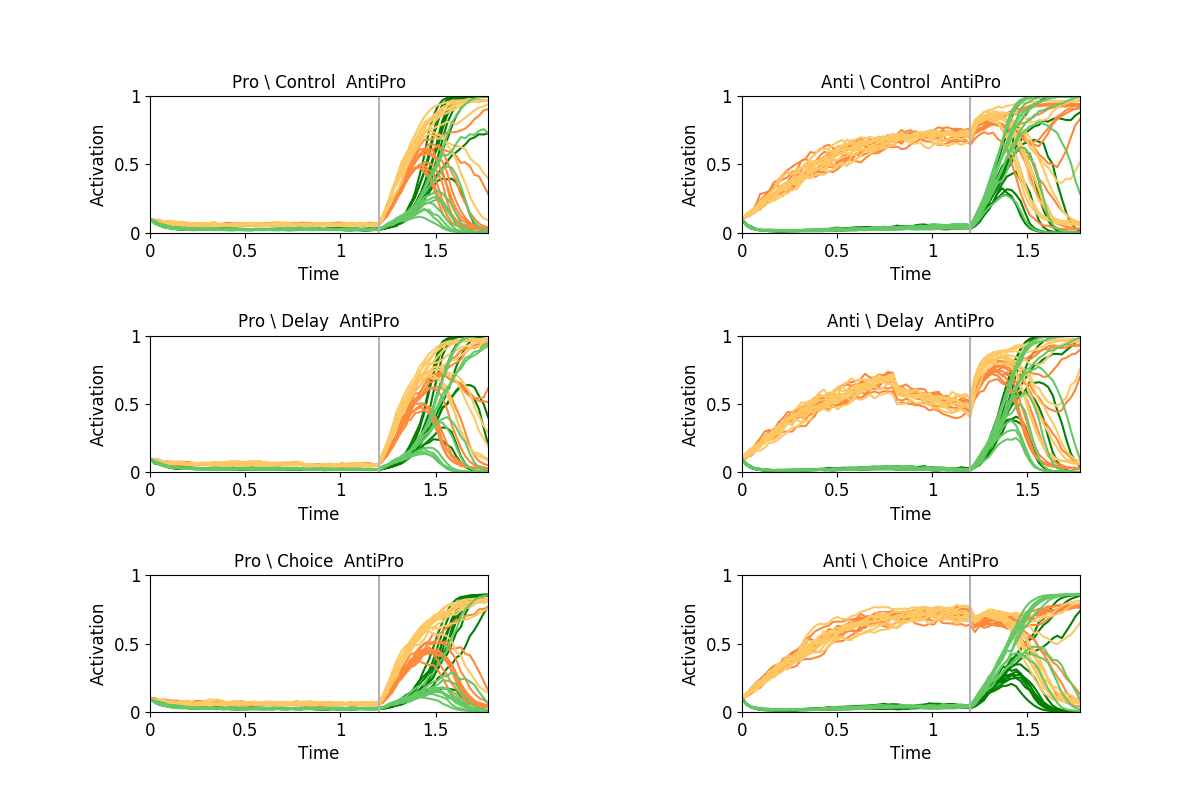 Pro \ Control  AntiPro
1
0.5
0
Activation
0 0.5 1 1.5
Time
Anti \ Control  AntiPro
1
0.5
0
Activation
0 0.5 1 1.5
Time
Pro \ Delay  AntiPro
1
0.5
0
Activation
0 0.5 1 1.5
Time
Anti \ Delay  AntiPro
1
0.5
0
Activation
0 0.5 1 1.5
Time
Pro \ Choice  AntiPro
1
0.5
0
Activation
0 0.5 1 1.5
Time
Anti \ Choice  AntiPro
1
0.5
0
Activation
0 0.5 1 1.5
Time